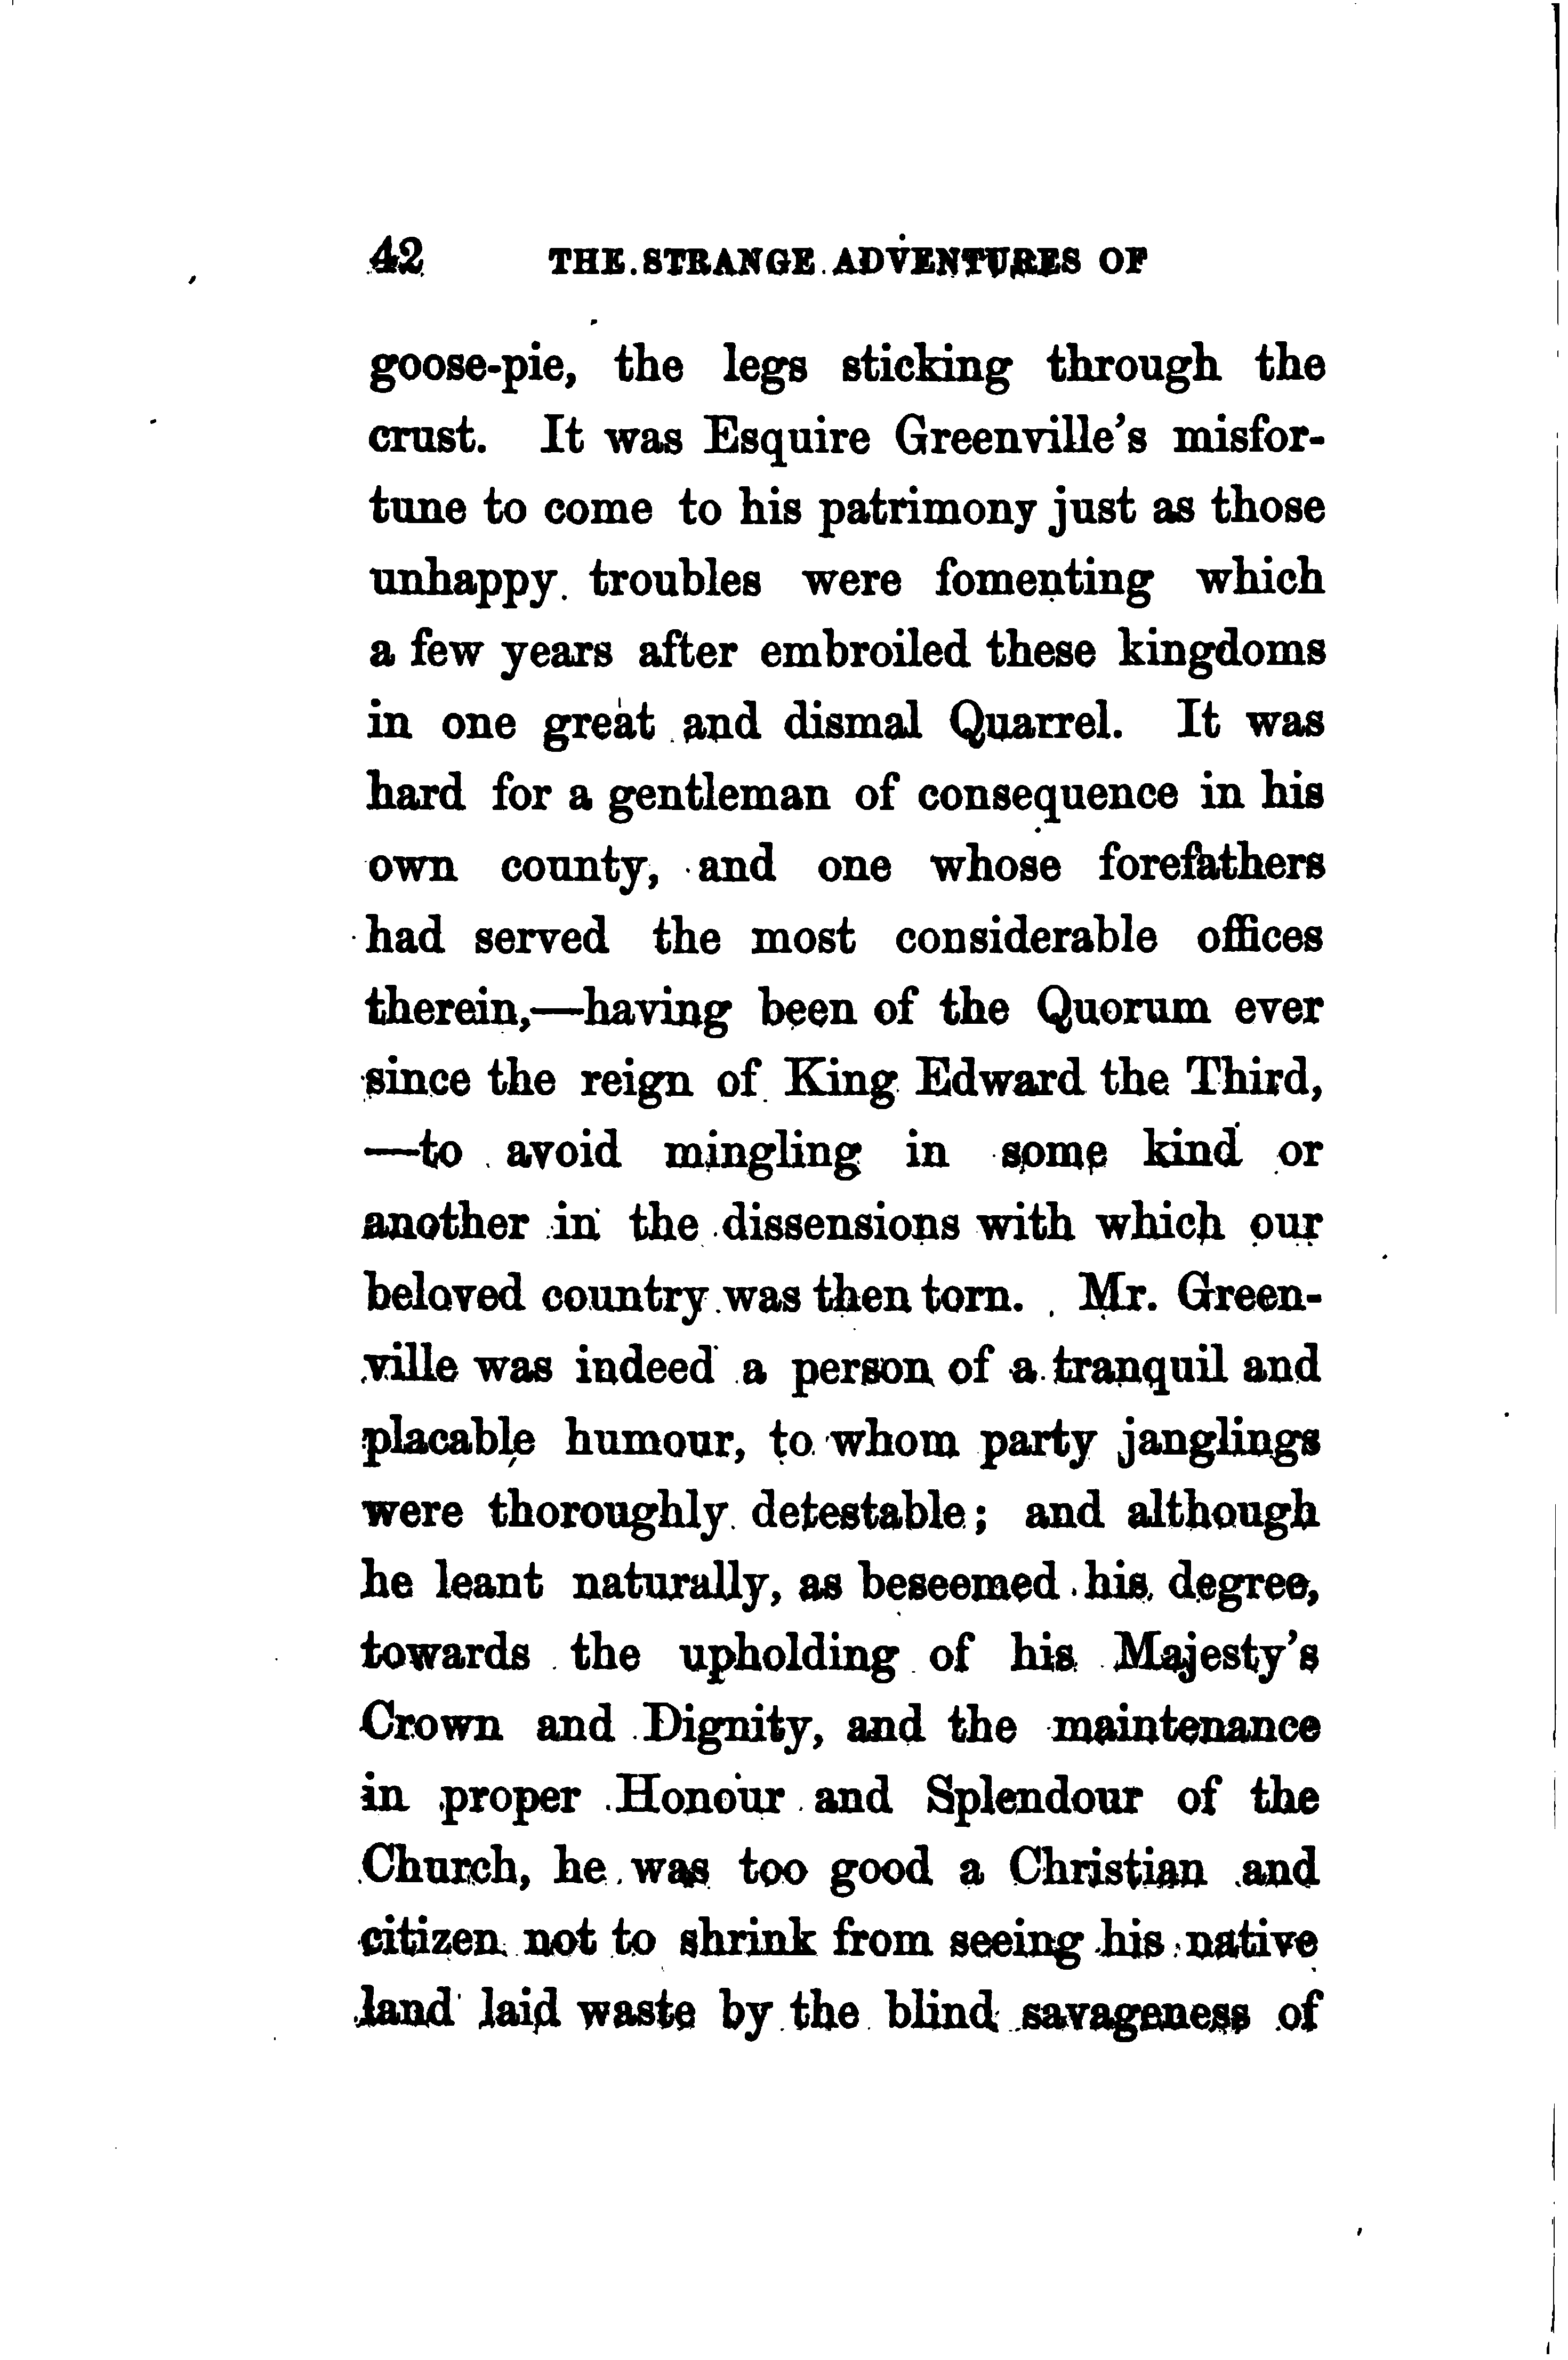 42 THE STRANGE ADVENTURES OF
goose-pie, the legs sticking through the
crust. It was Esquire Greenville's misfor-
tune to come to his patrimony just as those
unhappy troubles were fomenting which
a few years after embroiled these kingdoms
in one great and dismal Quarrel. It was
hard for a gentleman of consequence in his
own county, and one whose forefathers
had served the most considerable offices
therein,—having been of the Quorum ever
since the reign of King Edward the Third,
—to avoid mingling in some kind or
another in the dissensions with which our
beloved country was then torn. Mr. Green-
ville was indeed a person of a tranquil and
placable humour, to whom party janglings
were thoroughly detestable; and although
he leant naturally, as beseemed his degree,
towards the upholding of his Majesty's
Crown and Dignity, and the maintenance
in proper Honour and Splendour of the
Church, he was too good a Christian and
citizen not to shrink from seeing his native
land laid waste by the blind savageness of